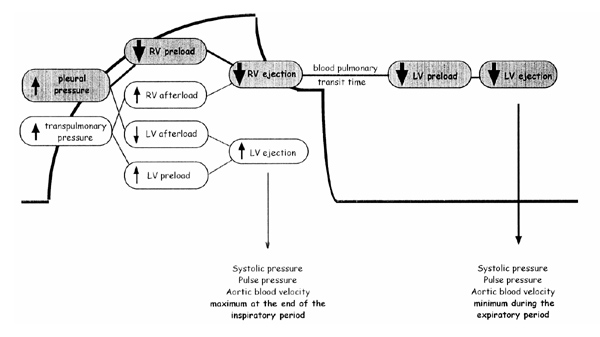 RV preload
pleural
pressure
RV ejection
blood pulmonary
transit time
LV preload
LV ejection
RV afterload
transpulmonary
pressure
LV afterload
LV ejection
LV preload
Systolic pressure
Pulse pressure
Aortic blood velocity
maximum at the end of the
inspiratory period
Systolic pressure
Pulse pressure
Aortic blood velocity
minimum during the
expiratory period